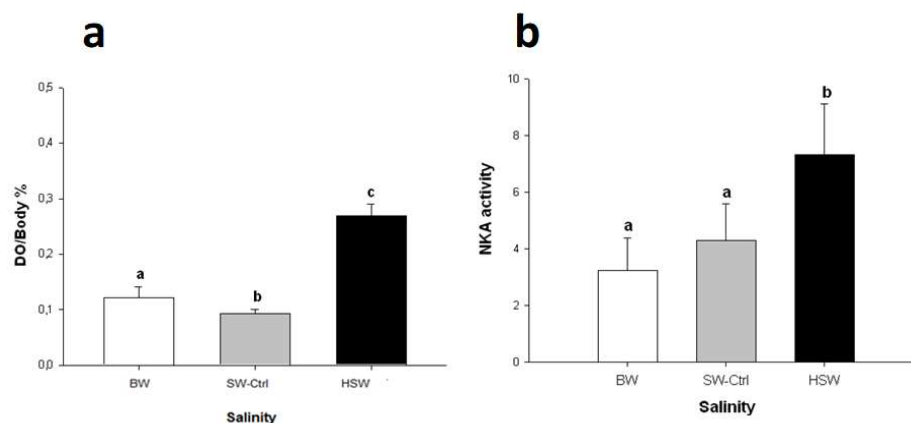 a
0,5
0,4
0,3
0,2
0,1
0,0
DO/Body %
a
b
c
BW
SW-Ctrl
HSW
Salinity
b
10
8
6
4
2
0
NKA activity
a
a
b
BW
SW-Ctrl
HSW
Salinity